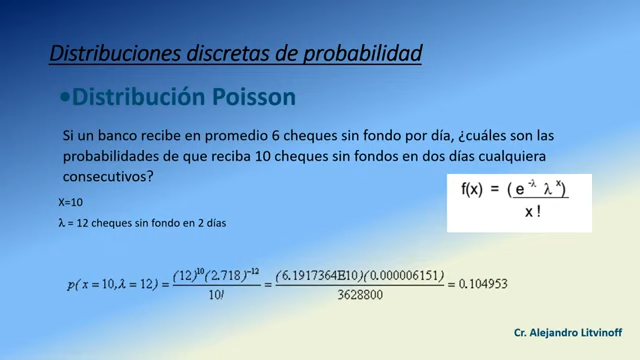 Distribuciones discretas de probabilidad
•Distribución Poisson
Si un banco recibe en promedio 6 cheques sin fondo por día, ¿cuáles son las
probabilidades de que reciba 10 cheques sin fondos en dos días cualquiera
consecutivos?
X=10
λ = 12 cheques sin fondo en 2 días
f(x) = (e^-λ λ^x)
x !
p( x = 10, λ = 12 ) = (12)^10 (2.718)^-12 / 10! = (6.1917364E10)(0.000006151) / 3628800 = 0.104953
Cr. Alejandro Litvinoff